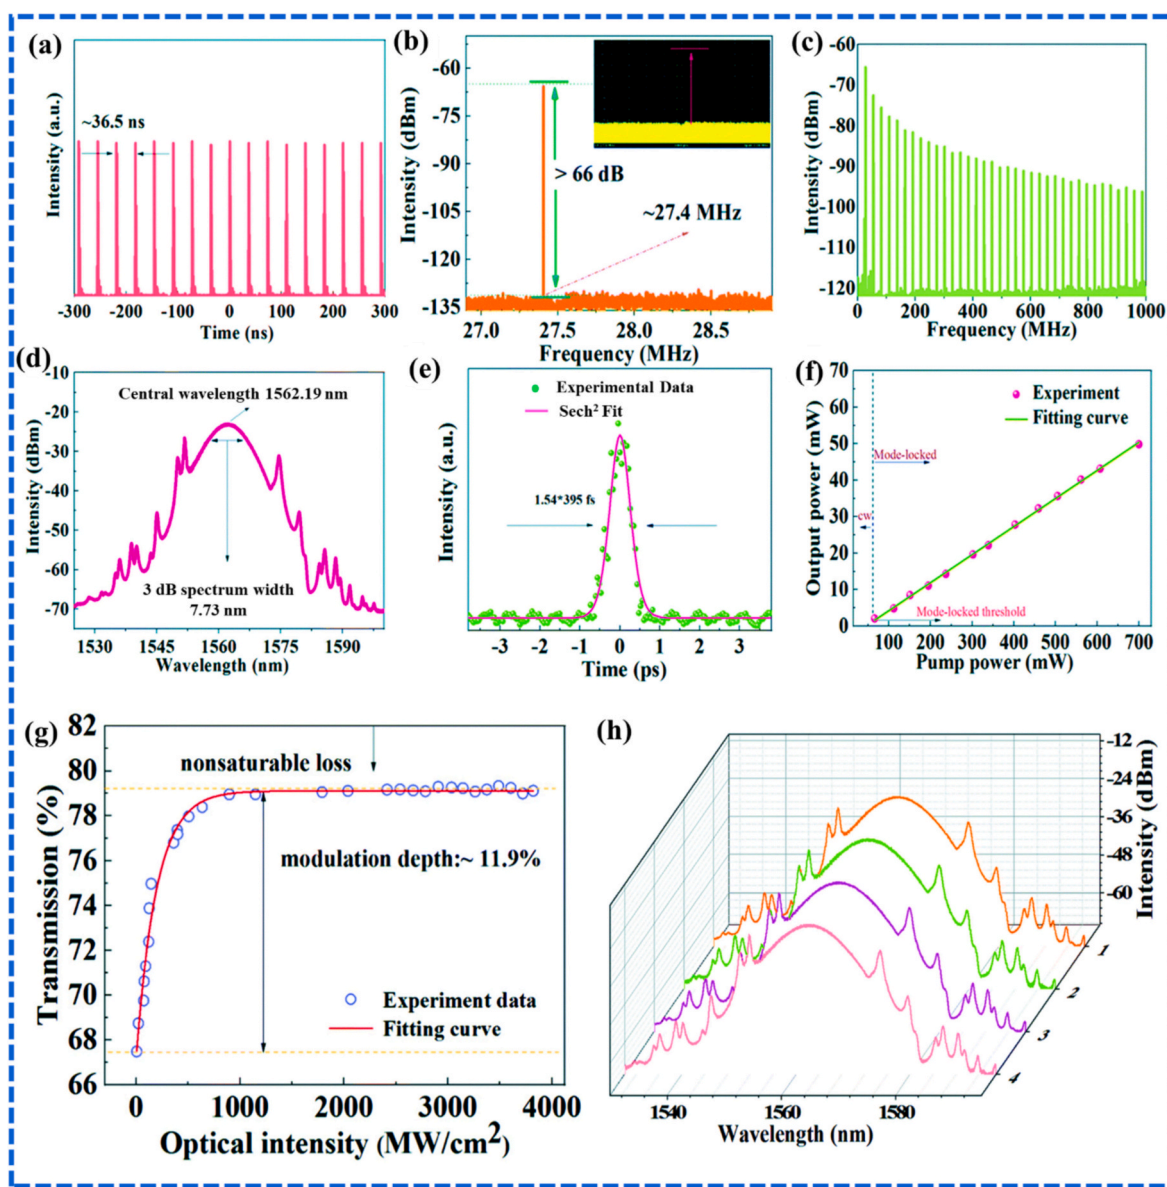 (a)
Intensity (a.u.)
~36.5 ns
-300 -200 -100 0 100 200 300
Time (ns)
(b)
Intensity (dBm)
-60
-75
-90
-105
-120
-135
> 66 dB
~27.4 MHz
27.0 27.5 28.0 28.5
Frequency (MHz)
(c)
Intensity (dBm)
-60
-70
-80
-90
-100
-110
-120
0 200 400 600 800 1000
Frequency (MHz)
(d)
Intensity (dBm)
-10
-20
-30
-40
-50
-60
-70
Central wavelength 1562.19 nm
3 dB spectrum width
7.73 nm
1530 1545 1560 1575 1590
Wavelength (nm)
(e)
Intensity (a.u.)
Experimental Data
Sech² Fit
1.54*395 fs
-3 -2 -1 0 1 2 3
Time (ps)
(f)
Output power (mW)
70
60
50
40
30
20
10
0
Experiment
Fitting curve
Mode-locked
cw
Mode-locked threshold
100 200 300 400 500 600 700
Pump power (mW)
(g)
Transmission (%)
82
80
78
76
74
72
70
68
66
nonsaturable loss
modulation depth:~ 11.9%
Experiment data
Fitting curve
0 1000 2000 3000 4000
Optical intensity (MW/cm²)
(h)
-12
-24
-36
-48
-60
Intensity (dBm)
1
2
3
4
1540 1560 1580
Wavelength (nm)